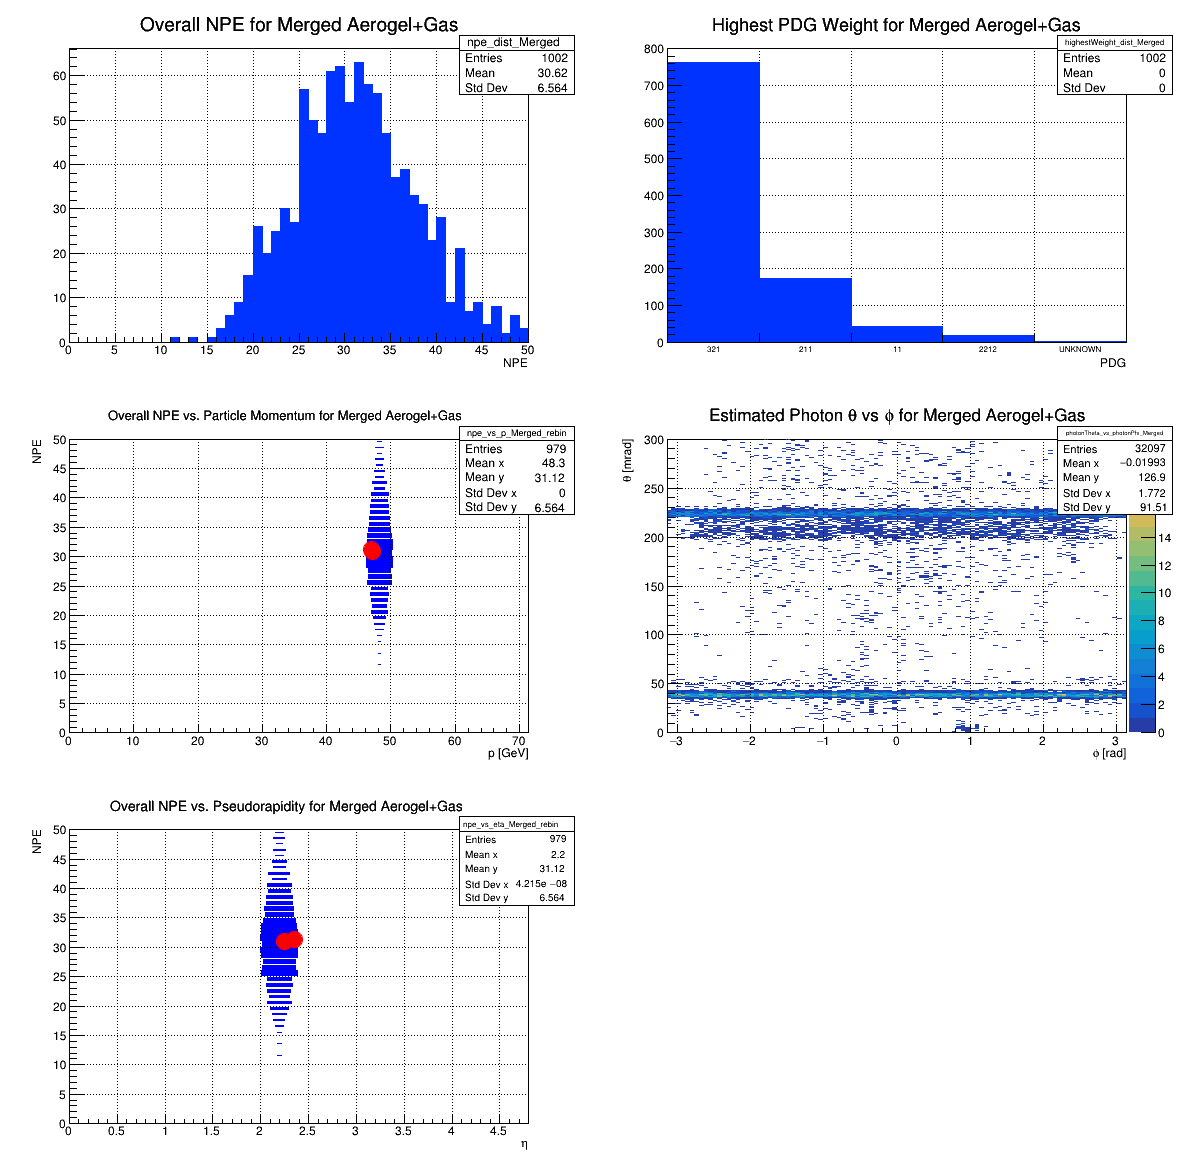 Overall NPE for Merged Aerogel+Gas
npe_dist_Merged
Entries 1002
Mean 30.62
Std Dev 6.564
60
50
40
30
20
10
0
0 5 10 15 20 25 30 35 40 45 50
NPE
Highest PDG Weight for Merged Aerogel+Gas
highestWeight_dist_Merged
Entries 1002
Mean 0
Std Dev 0
800
700
600
500
400
300
200
100
0
321 211 11 2212 UNKNOWN
PDG
Overall NPE vs. Particle Momentum for Merged Aerogel+Gas
npe_vs_p_Merged_rebin
Entries 979
Mean x 48.3
Mean y 31.12
Std Dev x 0
Std Dev y 6.564
NPE
50
45
40
35
30
25
20
15
10
5
0
0 10 20 30 40 50 60 70
p [GeV]
Estimated Photon θ vs ϕ for Merged Aerogel+Gas
photonTheta_vs_photonPhi_Merged
Entries 32097
Mean x −0.01993
Mean y 126.9
Std Dev x 1.772
Std Dev y 91.51
θ [mrad]
300
250
200
150
100
50
0
−3 −2 −1 0 1 2 3
ϕ [rad]
14
12
10
8
6
4
2
0
Overall NPE vs. Pseudorapidity for Merged Aerogel+Gas
npe_vs_eta_Merged_rebin
Entries 979
Mean x 2.2
Mean y 31.12
Std Dev x 4.215e −08
Std Dev y 6.564
NPE
50
45
40
35
30
25
20
15
10
5
0
0 0.5 1 1.5 2 2.5 3 3.5 4 4.5
η